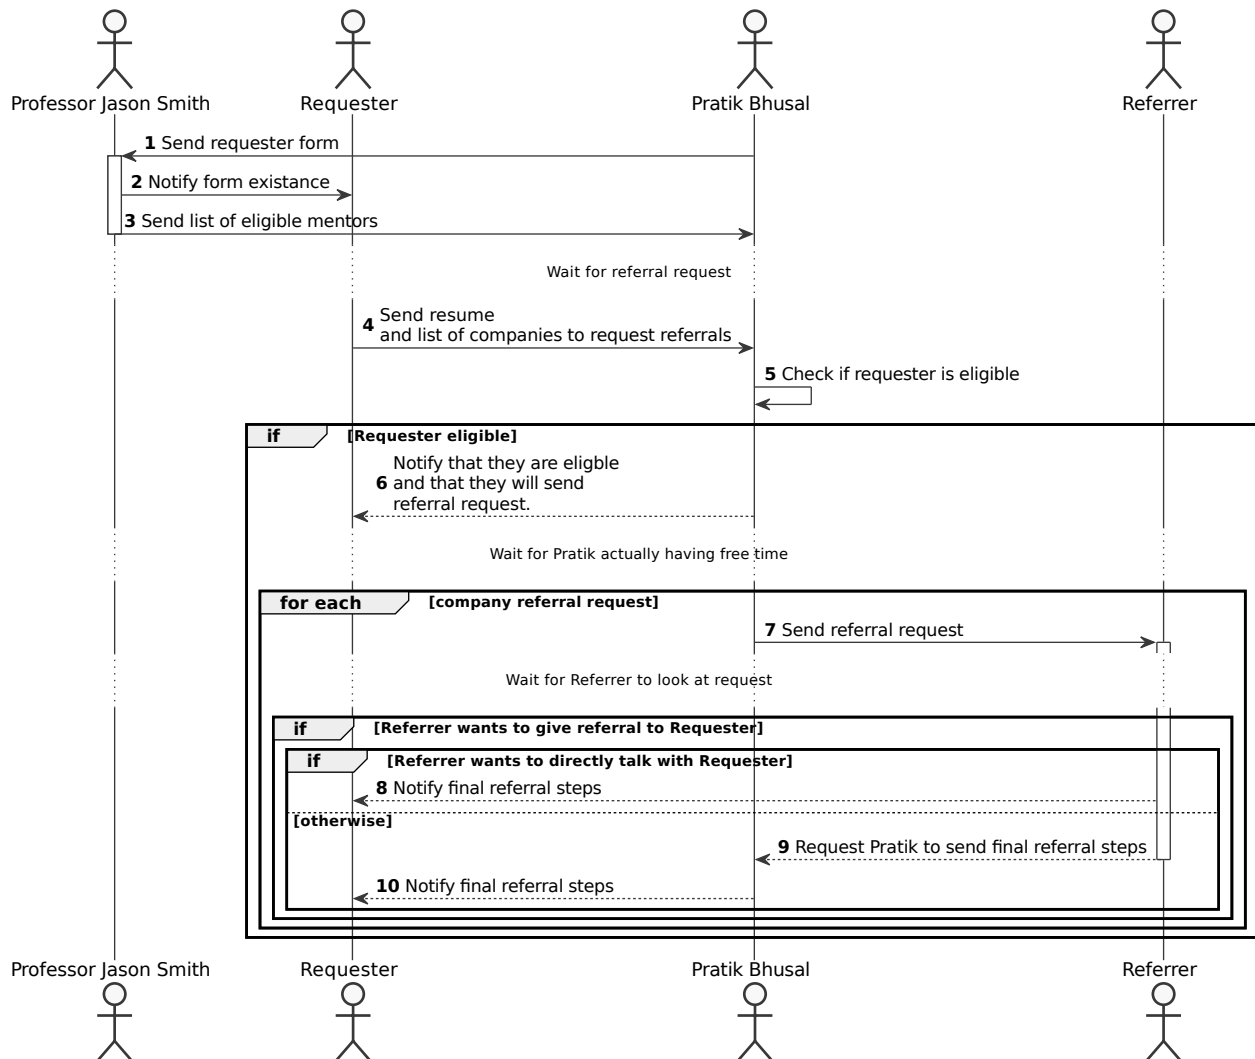 Professor Jason Smith
Requester
Pratik Bhusal
Referrer
1 Send requester form
2 Notify form existance
3 Send list of eligible mentors
Wait for referral request
4 Send resume
and list of companies to request referrals
5 Check if requester is eligible
if [Requester eligible]
Notify that they are eligble
6 and that they will send
referral request.
Wait for Pratik actually having free time
for each [company referral request]
7 Send referral request
Wait for Referrer to look at request
if [Referrer wants to give referral to Requester]
if [Referrer wants to directly talk with Requester]
8 Notify final referral steps
[otherwise]
9 Request Pratik to send final referral steps
10 Notify final referral steps
Professor Jason Smith
Requester
Pratik Bhusal
Referrer